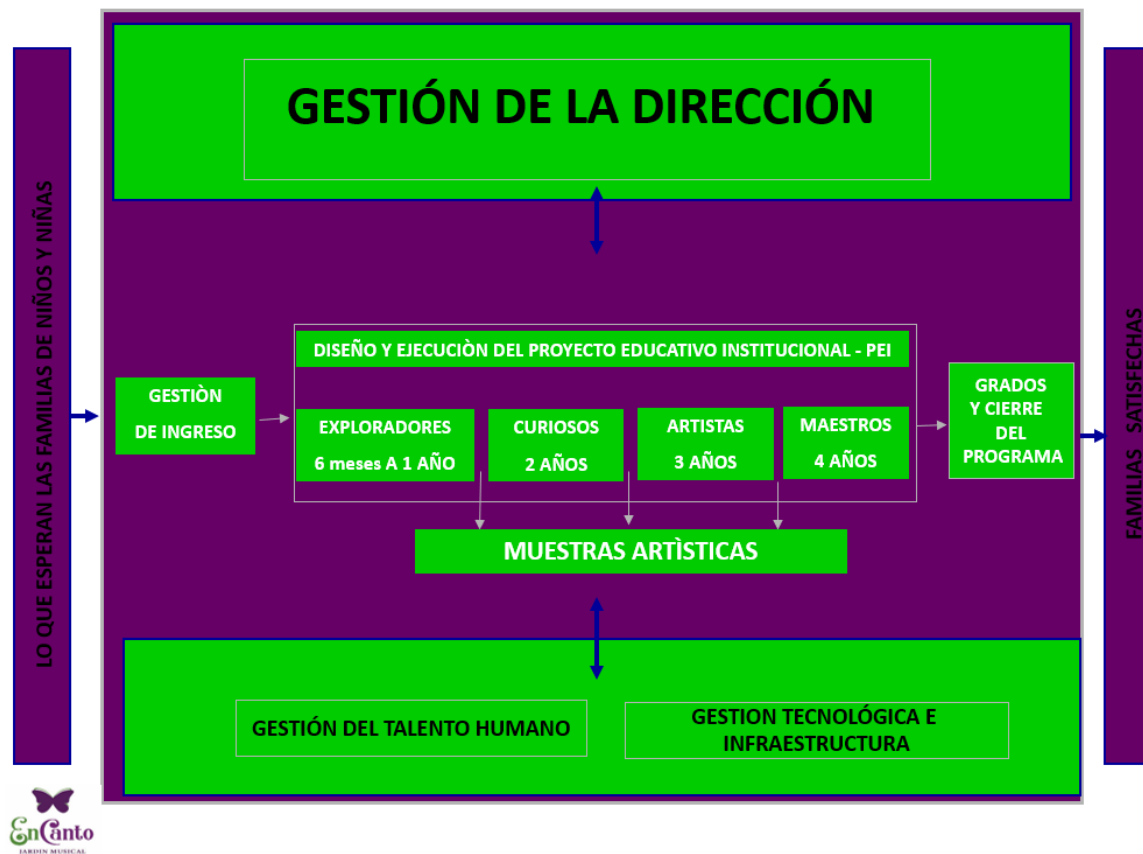 GESTIÓN DE LA DIRECCIÓN
LO QUE ESPERAN LAS FAMILIAS DE NIÑOS Y NIÑAS
DISEÑO Y EJECUCIÒN DEL PROYECTO EDUCATIVO INSTITUCIONAL - PEI
GESTIÒN
DE INGRESO
EXPLORADORES
6 meses A 1 AÑO
CURIOSOS
2 AÑOS
ARTISTAS
3 AÑOS
MAESTROS
4 AÑOS
GRADOS
Y CIERRE
DEL
PROGRAMA
FAMILIAS SATISFECHAS
MUESTRAS ARTÌSTICAS
GESTIÓN DEL TALENTO HUMANO
GESTION TECNOLÓGICA E
INFRAESTRUCTURA
EnCanto
JARDIN MUSICAL